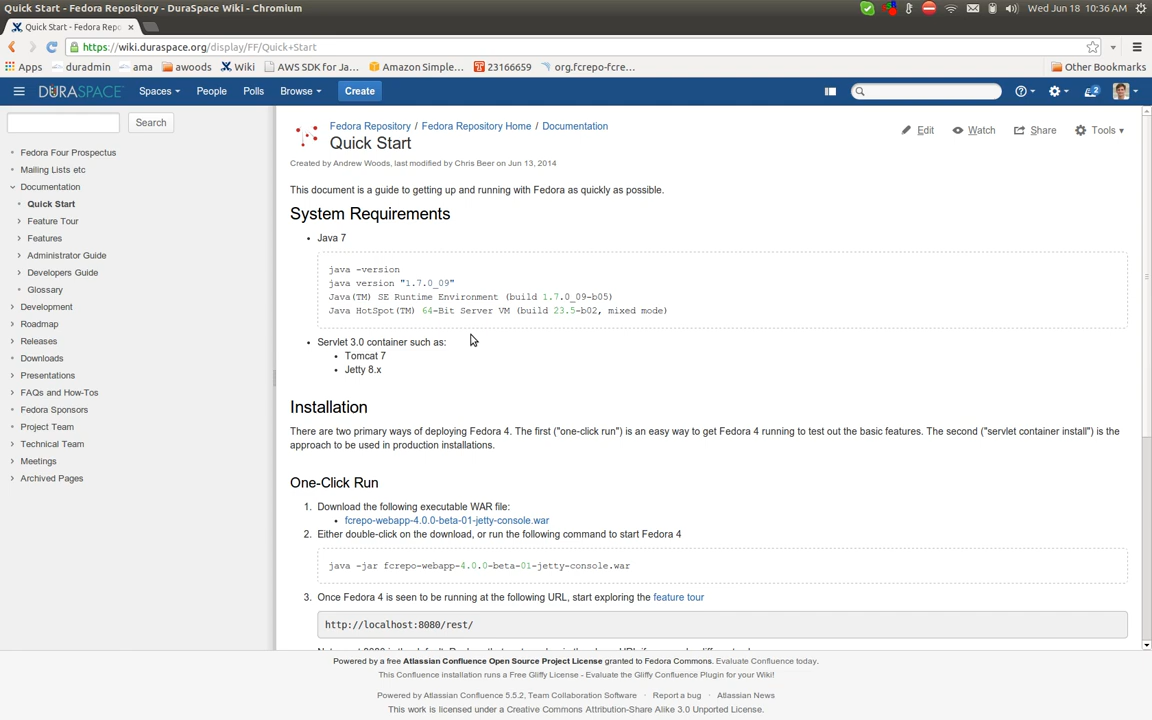 Quick Start - Fedora Repository - DuraSpace Wiki - Chromium
Wed Jun 18 10:36 AM
Quick Start - Fedora Repo
https://wiki.duraspace.org/display/FF/Quick+Start
Apps duradmin ama awoods Wiki AWS SDK for Ja... Amazon Simple... 23166659 org.fcrepo-fcre... Other Bookmarks
DURASPACE Spaces People Polls Browse Create 2
Search
Fedora Four Prospectus
Mailing Lists etc
Documentation
Quick Start
Feature Tour
Features
Administrator Guide
Developers Guide
Glossary
Development
Roadmap
Releases
Downloads
Presentations
FAQs and How-Tos
Fedora Sponsors
Project Team
Technical Team
Meetings
Archived Pages
Fedora Repository / Fedora Repository Home / Documentation
Quick Start
Edit Watch Share Tools
Created by Andrew Woods, last modified by Chris Beer on Jun 13, 2014
This document is a guide to getting up and running with Fedora as quickly as possible.
System Requirements
Java 7
java -version
java version "1.7.0_09"
Java(TM) SE Runtime Environment (build 1.7.0_09-b05)
Java HotSpot(TM) 64-Bit Server VM (build 23.5-b02, mixed mode)
Servlet 3.0 container such as:
Tomcat 7
Jetty 8.x
Installation
There are two primary ways of deploying Fedora 4. The first ("one-click run") is an easy way to get Fedora 4 running to test out the basic features. The second ("servlet container install") is the
approach to be used in production installations.
One-Click Run
1. Download the following executable WAR file:
fcrepo-webapp-4.0.0-beta-01-jetty-console.war
2. Either double-click on the download, or run the following command to start Fedora 4
java -jar fcrepo-webapp-4.0.0-beta-01-jetty-console.war
3. Once Fedora 4 is seen to be running at the following URL, start exploring the feature tour
http://localhost:8080/rest/
Powered by a free Atlassian Confluence Open Source Project License granted to Fedora Commons. Evaluate Confluence today.
This Confluence installation runs a Free Gliffy License - Evaluate the Gliffy Confluence Plugin for your Wiki!
Powered by Atlassian Confluence 5.5.2, Team Collaboration Software · Report a bug · Atlassian News
This work is licensed under a Creative Commons Attribution-Share Alike 3.0 Unported License.